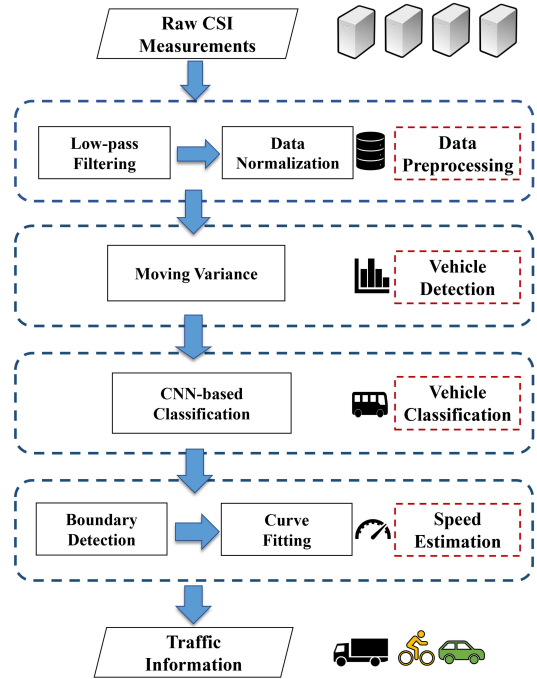 Raw CSI
Measurements
Low-pass
Filtering
Data
Normalization
Data
Preprocessing
Moving Variance
Vehicle
Detection
CNN-based
Classification
Vehicle
Classification
Boundary
Detection
Curve
Fitting
Speed
Estimation
Traffic
Information